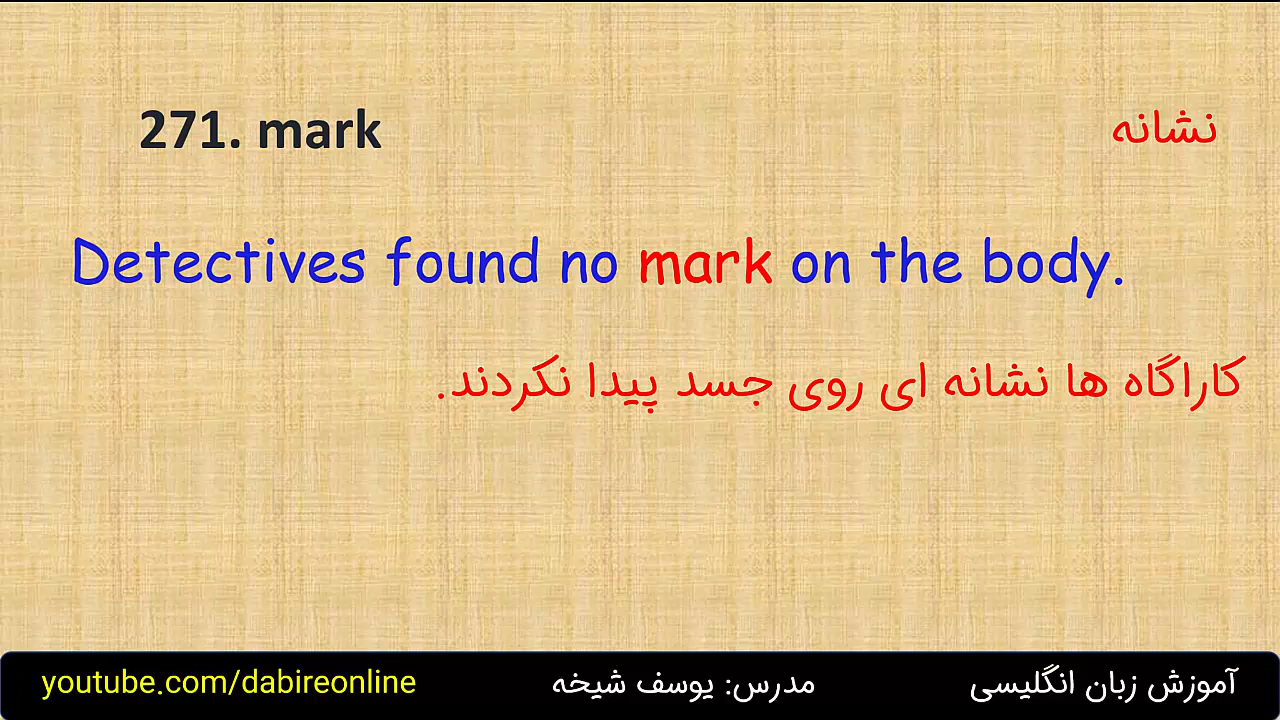 271. mark
نشانه
Detectives found no mark on the body.
کاراگاه ها نشانه ای روی جسد پیدا نکردند.
youtube.com/dabireonline
مدرس: یوسف شیخه
آموزش زبان انگلیسی